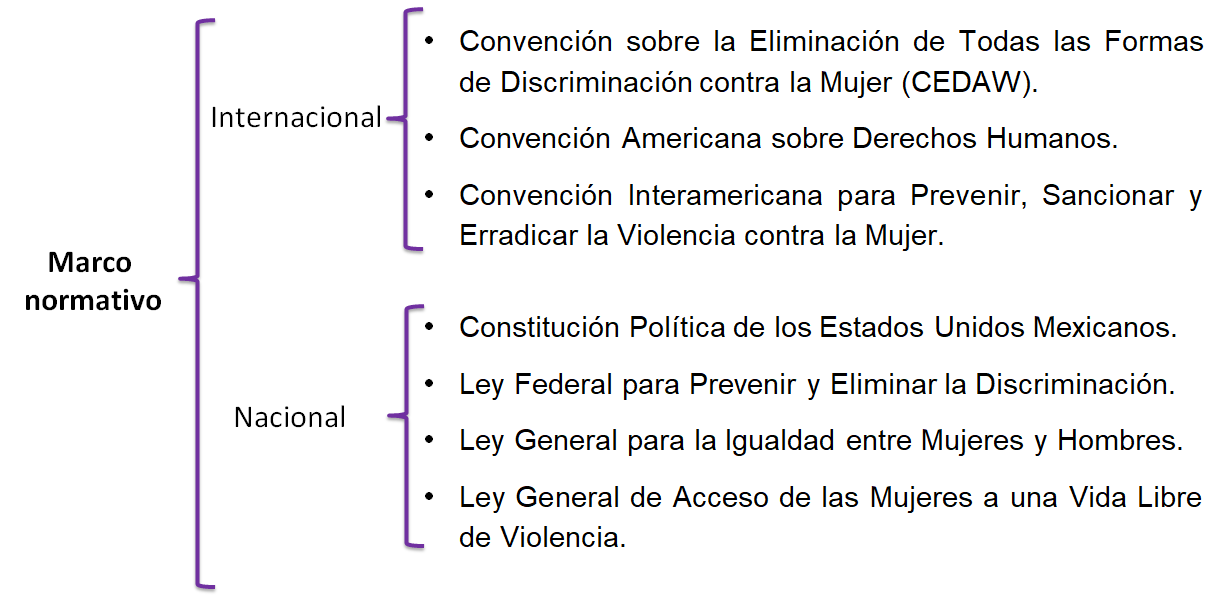 Marco
normativo
Internacional
• Convención sobre la Eliminación de Todas las Formas
de Discriminación contra la Mujer (CEDAW).
• Convención Americana sobre Derechos Humanos.
• Convención Interamericana para Prevenir, Sancionar y
Erradicar la Violencia contra la Mujer.
Nacional
• Constitución Política de los Estados Unidos Mexicanos.
• Ley Federal para Prevenir y Eliminar la Discriminación.
• Ley General para la Igualdad entre Mujeres y Hombres.
• Ley General de Acceso de las Mujeres a una Vida Libre
de Violencia.